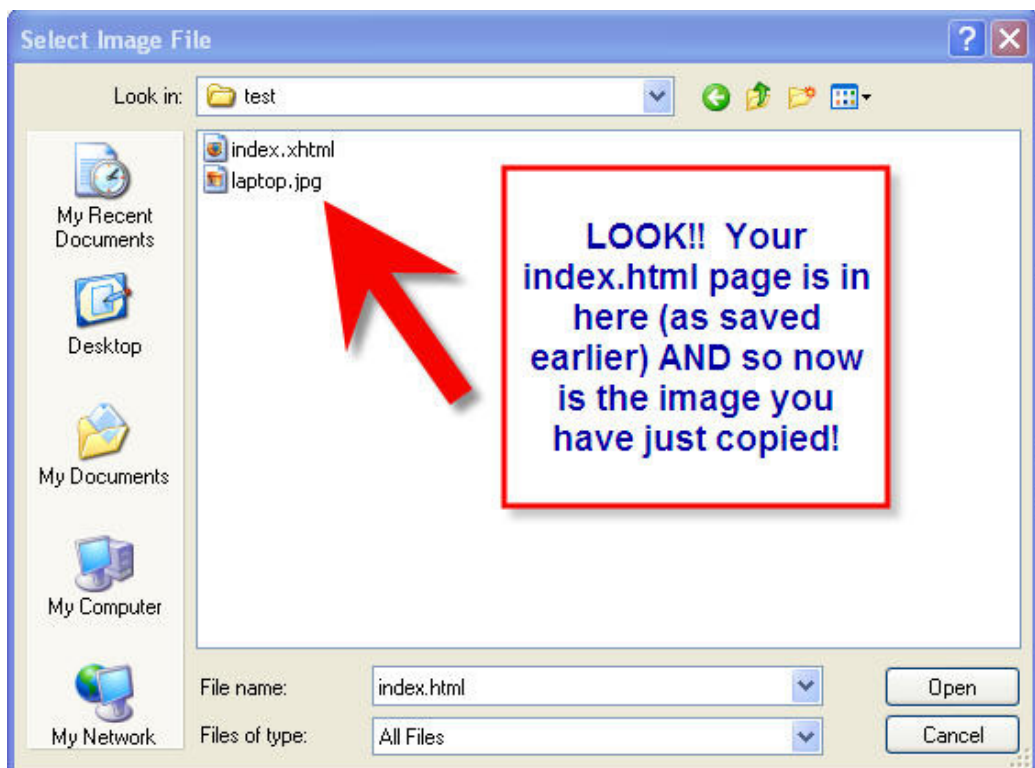 Select Image File
Look in:
test
index.xhtml
laptop.jpg
LOOK!! Your
index.html page is in
here (as saved
earlier) AND so now
is the image you
have just copied!
My Recent
Documents
Desktop
My Documents
My Computer
My Network
File name:
index.html
Open
Files of type:
All Files
Cancel